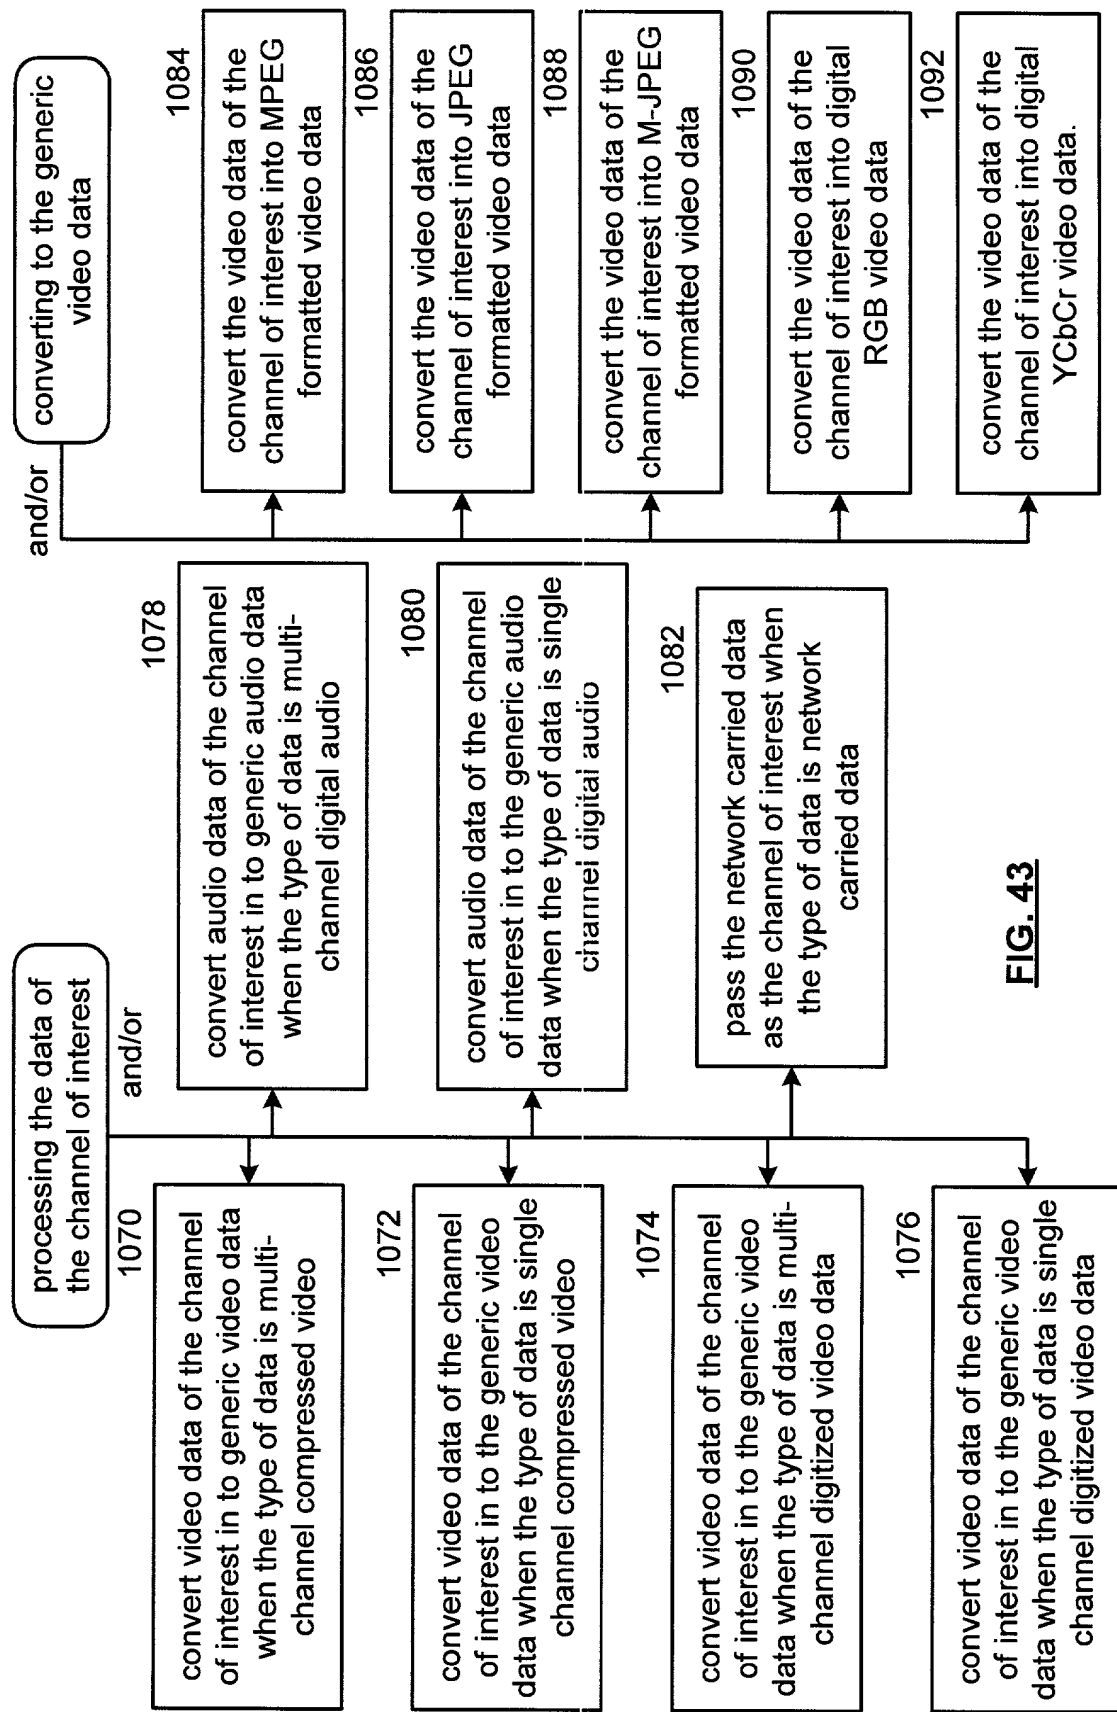 processing the data of
the channel of interest
and/or
1070
convert video data of the channel
of interest in to generic video data
when the type of data is multi-
channel compressed video
1072
convert video data of the channel
of interest in to the generic video
data when the type of data is single
channel compressed video
1074
convert video data of the channel
of interest in to the generic video
data when the type of data is multi-
channel digitized video data
1076
convert video data of the channel
of interest in to the generic video
data when the type of data is single
channel digitized video data
1078
convert audio data of the channel
of interest in to generic audio data
when the type of data is multi-
channel digital audio
1080
convert audio data of the channel
of interest in to the generic audio
data when the type of data is single
channel digital audio
1082
pass the network carried data
as the channel of interest when
the type of data is network
carried data
converting to the generic
video data
and/or
1084
convert the video data of the
channel of interest into MPEG
formatted video data
1086
convert the video data of the
channel of interest into JPEG
formatted video data
1088
convert the video data of the
channel of interest into M-JPEG
formatted video data
1090
convert the video data of the
channel of interest into digital
RGB video data
1092
convert the video data of the
channel of interest into digital
YCbCr video data.
FIG. 43